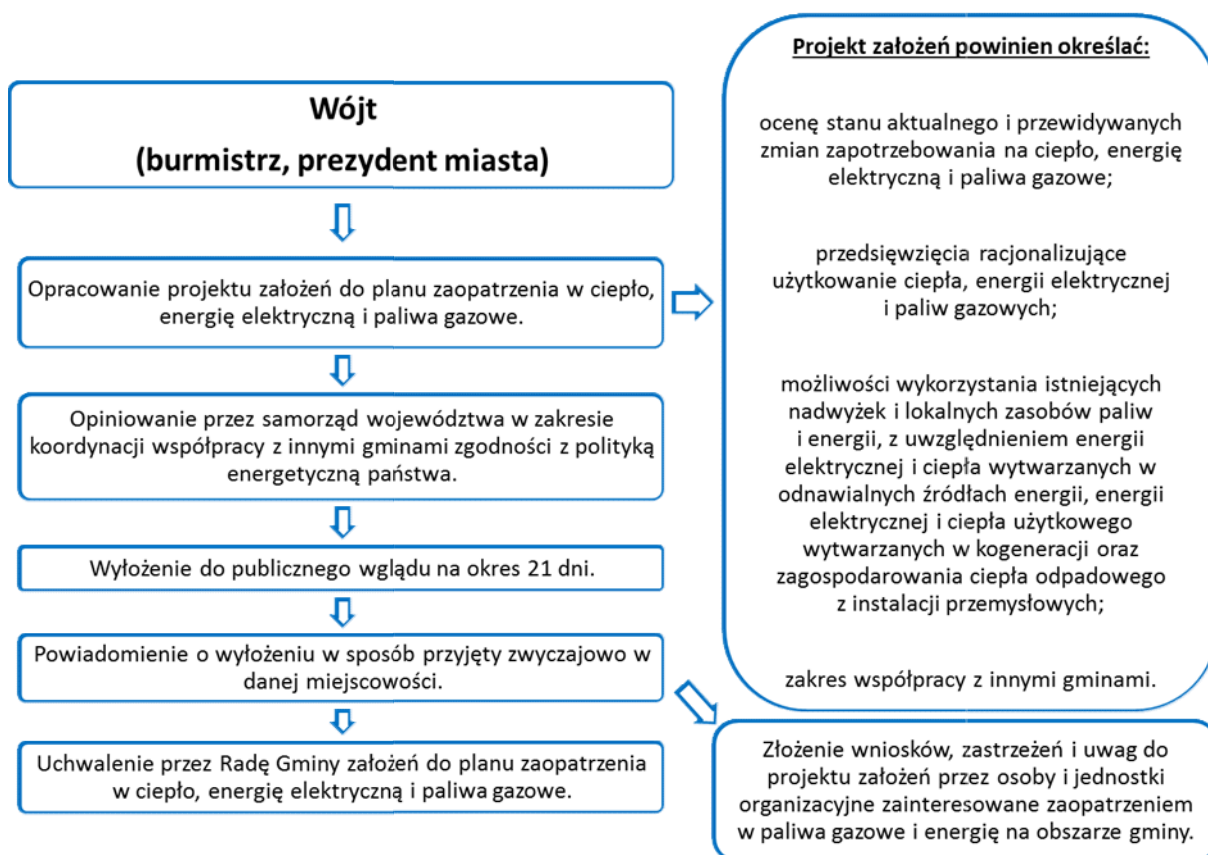 Wójt
(burmistrz, prezydent miasta)
Opracowanie projektu założeń do planu zaopatrzenia w ciepło,
energię elektryczną i paliwa gazowe.
Opiniowanie przez samorząd województwa w zakresie
koordynacji współpracy z innymi gminami zgodności z polityką
energetyczną państwa.
Wyłożenie do publicznego wglądu na okres 21 dni.
Powiadomienie o wyłożeniu w sposób przyjęty zwyczajowo w
danej miejscowości.
Uchwalenie przez Radę Gminy założeń do planu zaopatrzenia
w ciepło, energię elektryczną i paliwa gazowe.
Projekt założeń powinien określać:
ocenę stanu aktualnego i przewidywanych
zmian zapotrzebowania na ciepło, energię
elektryczną i paliwa gazowe;
przedsięwzięcia racjonalizujące
użytkowanie ciepła, energii elektrycznej
i paliw gazowych;
możliwości wykorzystania istniejących
nadwyżek i lokalnych zasobów paliw
i energii, z uwzględnieniem energii
elektrycznej i ciepła wytwarzanych w
odnawialnych źródłach energii, energii
elektrycznej i ciepła użytkowego
wytwarzanych w kogeneracji oraz
zagospodarowania ciepła odpadowego
z instalacji przemysłowych;
zakres współpracy z innymi gminami.
Złożenie wniosków, zastrzeżeń i uwag do
projektu założeń przez osoby i jednostki
organizacyjne zainteresowane zaopatrzeniem
w paliwa gazowe i energię na obszarze gminy.